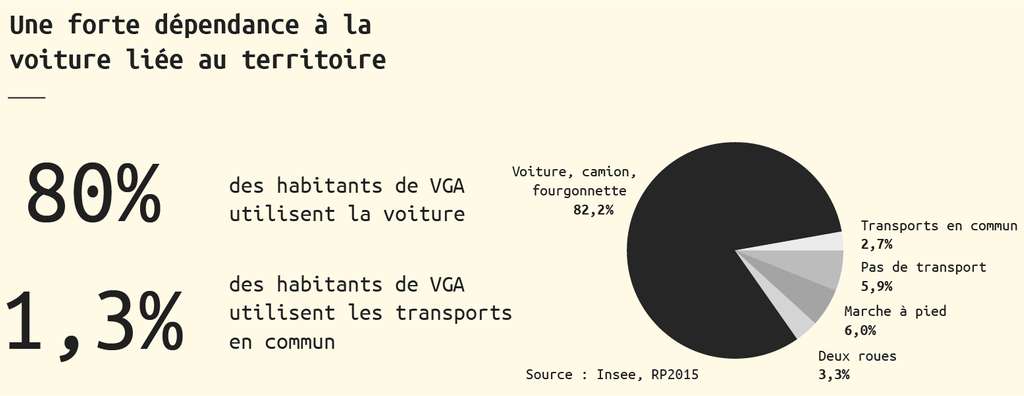 Une forte dépendance à la
voiture liée au territoire
80%
des habitants de VGA
utilisent la voiture
1,3%
des habitants de VGA
utilisent les transports
en commun
Voiture, camion,
fourgonnette
82,2%
Transports en commun
2,7%
Pas de transport
5,9%
Marche à pied
6,0%
Deux roues
3,3%
Source : Insee, RP2015